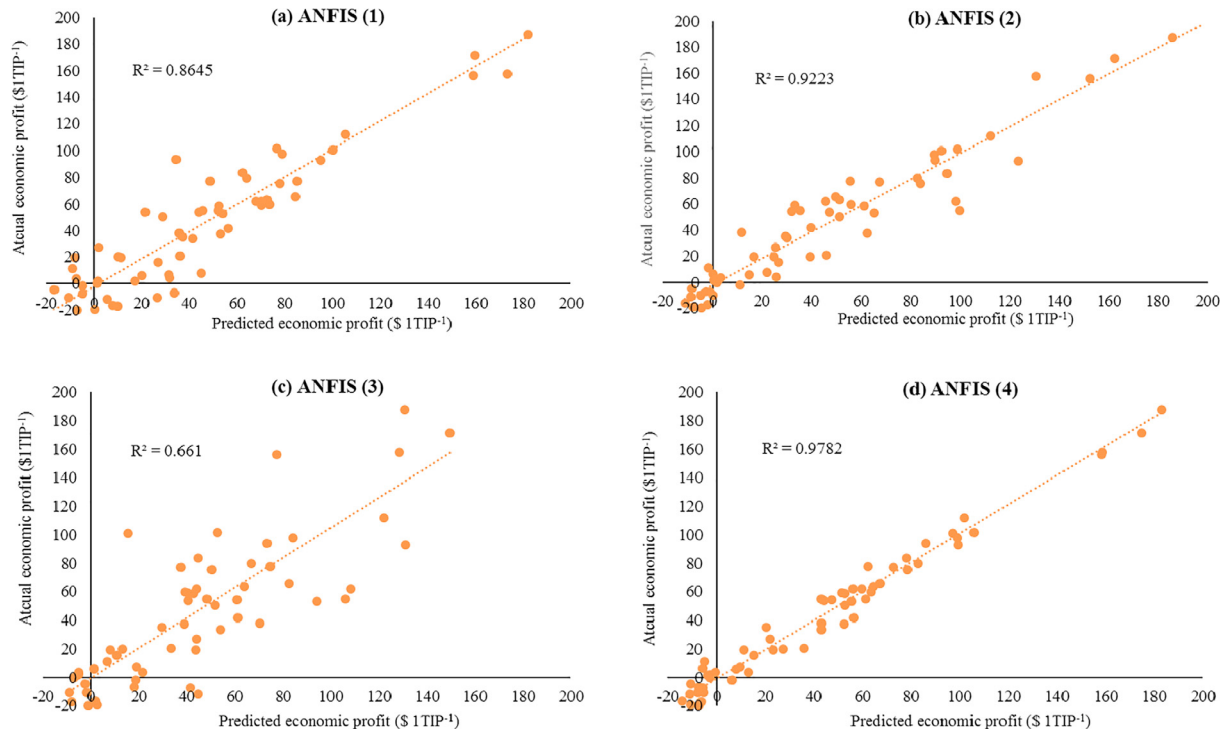 (a) ANFIS (1)
R² = 0.8645
Atcual economic profit ($1TIP⁻¹)
200
180
160
140
120
100
80
60
40
20
0
-20
-20 0 20 40 60 80 100 120 140 160 180 200
Predicted economic profit ($ 1TIP⁻¹)
(b) ANFIS (2)
R² = 0.9223
Atcual economic profit ($1TIP⁻¹)
200
180
160
140
120
100
80
60
40
20
0
-20
-20 0 20 40 60 80 100 120 140 160 180 200
Predicted economic profit ($ 1TIP⁻¹)
(c) ANFIS (3)
R² = 0.661
Atcual economic profit ($1TIP⁻¹)
200
180
160
140
120
100
80
60
40
20
0
-20
-20 0 20 40 60 80 100 120 140 160 180 200
Predicted economic profit ($ 1TIP⁻¹)
(d) ANFIS (4)
R² = 0.9782
Atcual economic profit ($1TIP⁻¹)
200
180
160
140
120
100
80
60
40
20
0
-20
-20 0 20 40 60 80 100 120 140 160 180 200
Predicted economic profit ($ 1TIP⁻¹)